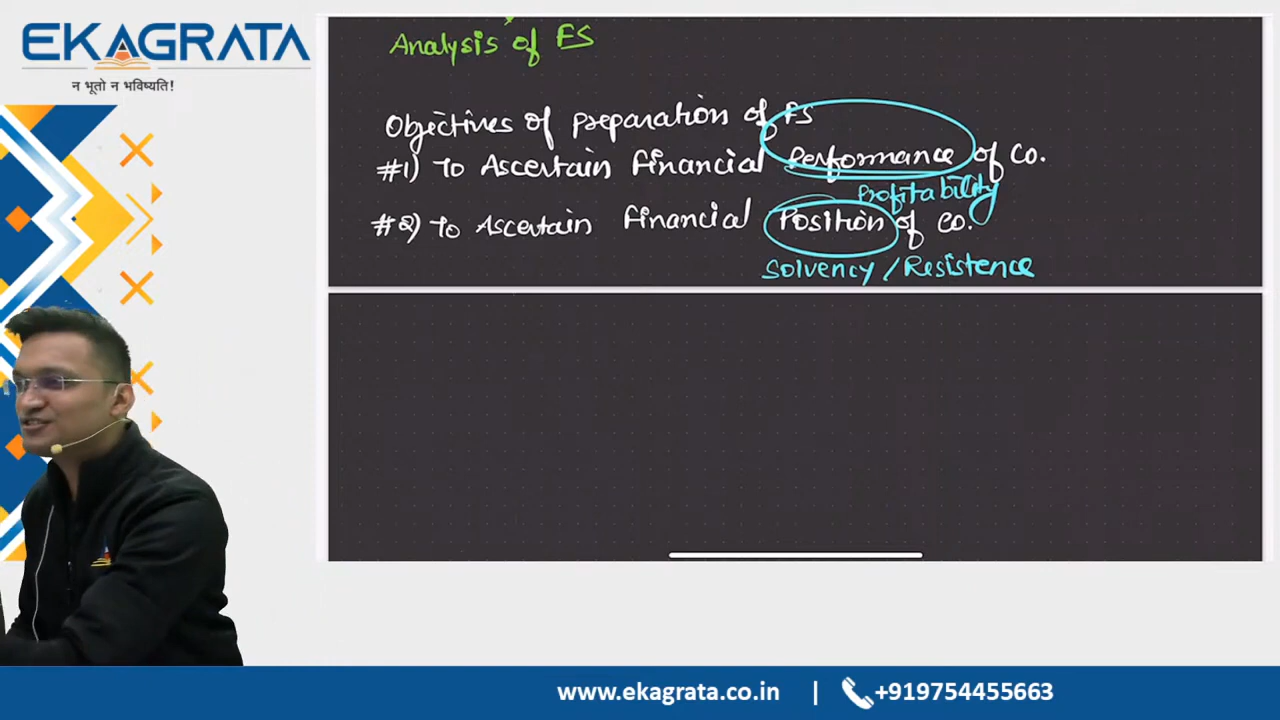 EKAGRATA
न भूतो न भविष्यति!
Analysis of FS
Objectives of preparation of FS
#1) To Ascertain Financial Performance of Co.
Profitability
#2) To Ascertain Financial Position of Co.
Solvency / Resistence
www.ekagrata.co.in | +919754455663